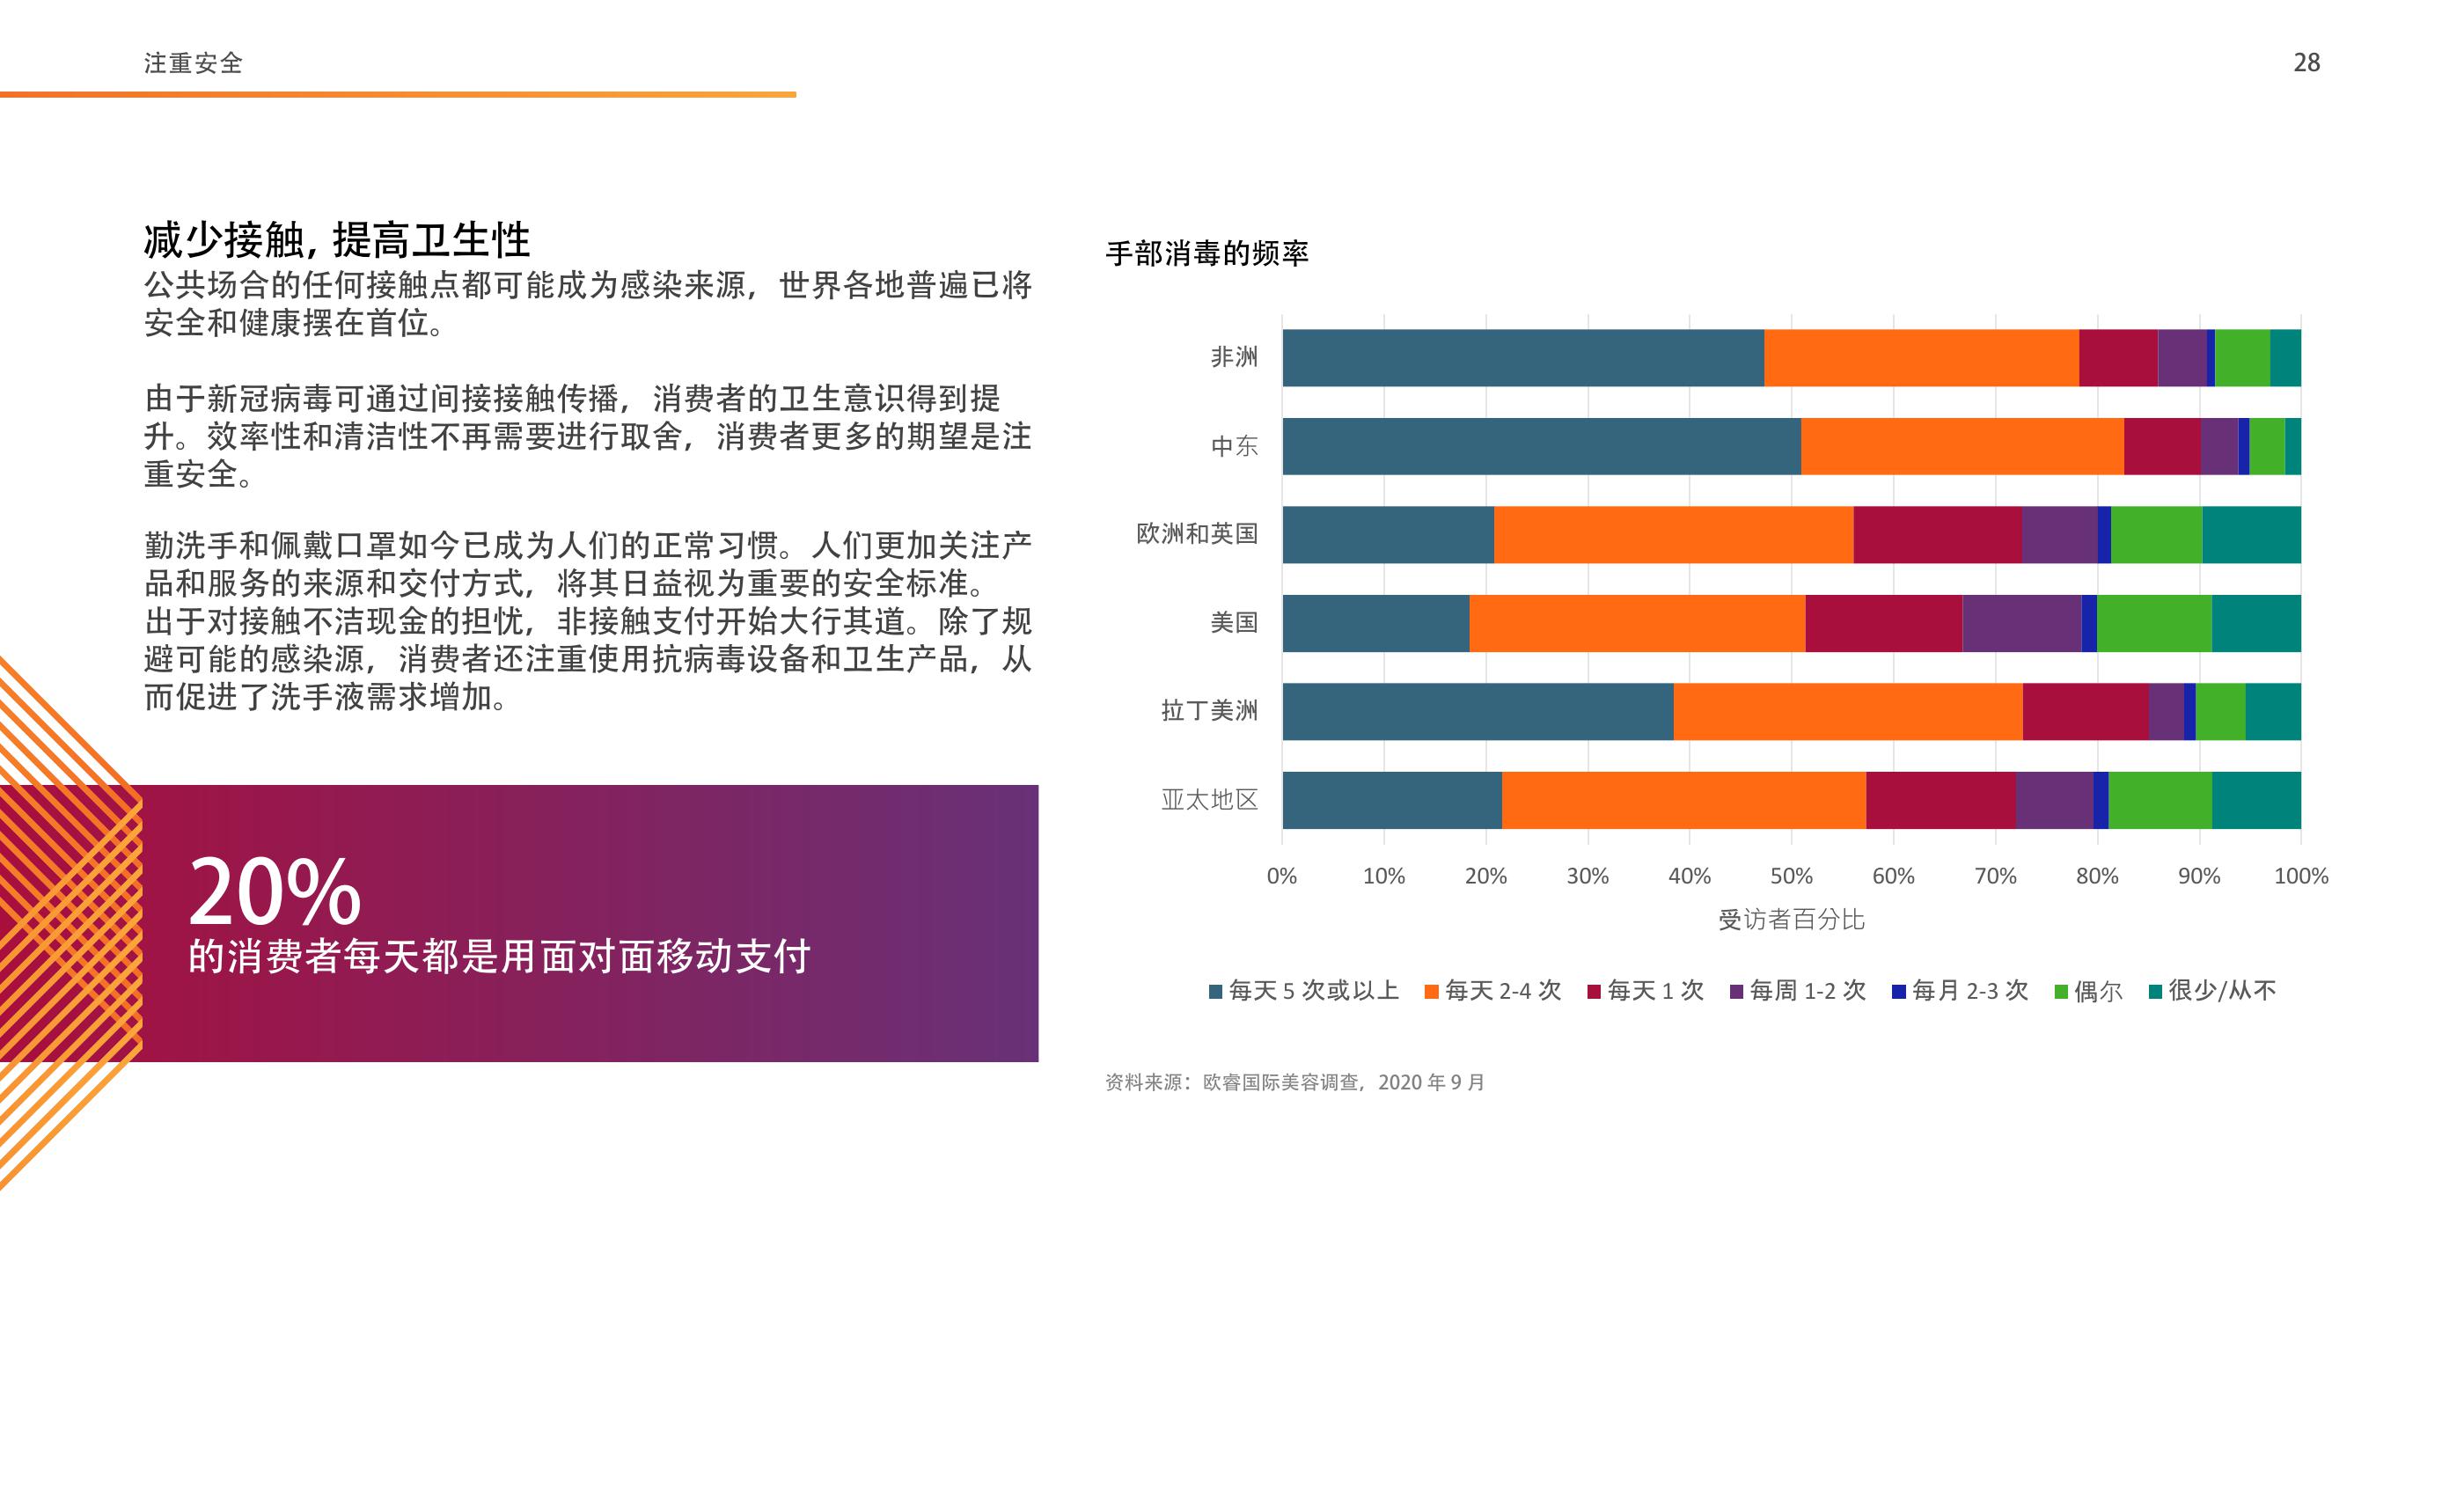 注重安全
28
减少接触, 提高卫生性
公共场合的任何接触点都可能成为感染来源，世界各地普遍已将
安全和健康摆在首位。
由于新冠病毒可通过间接接触传播，消费者的卫生意识得到提
升。效率性和清洁性不再需要进行取舍，消费者更多的期望是注
重安全。
勤洗手和佩戴口罩如今已成为人们的正常习惯。人们更加关注产
品和服务的来源和交付方式，将其日益视为重要的安全标准。
出于对接触不洁现金的担忧，非接触支付开始大行其道。除了规
避可能的感染源，消费者还注重使用抗病毒设备和卫生产品，从
而促进了洗手液需求增加。
20%
的消费者每天都是用面对面移动支付
手部消毒的频率
非洲
中东
欧洲和英国
美国
拉丁美洲
亚太地区
0% 10% 20% 30% 40% 50% 60% 70% 80% 90% 100%
受访者百分比
每天 5 次或以上 每天 2-4 次 每天 1 次 每周 1-2 次 每月 2-3 次 偶尔 很少/从不
资料来源：欧睿国际美容调查，2020 年 9 月